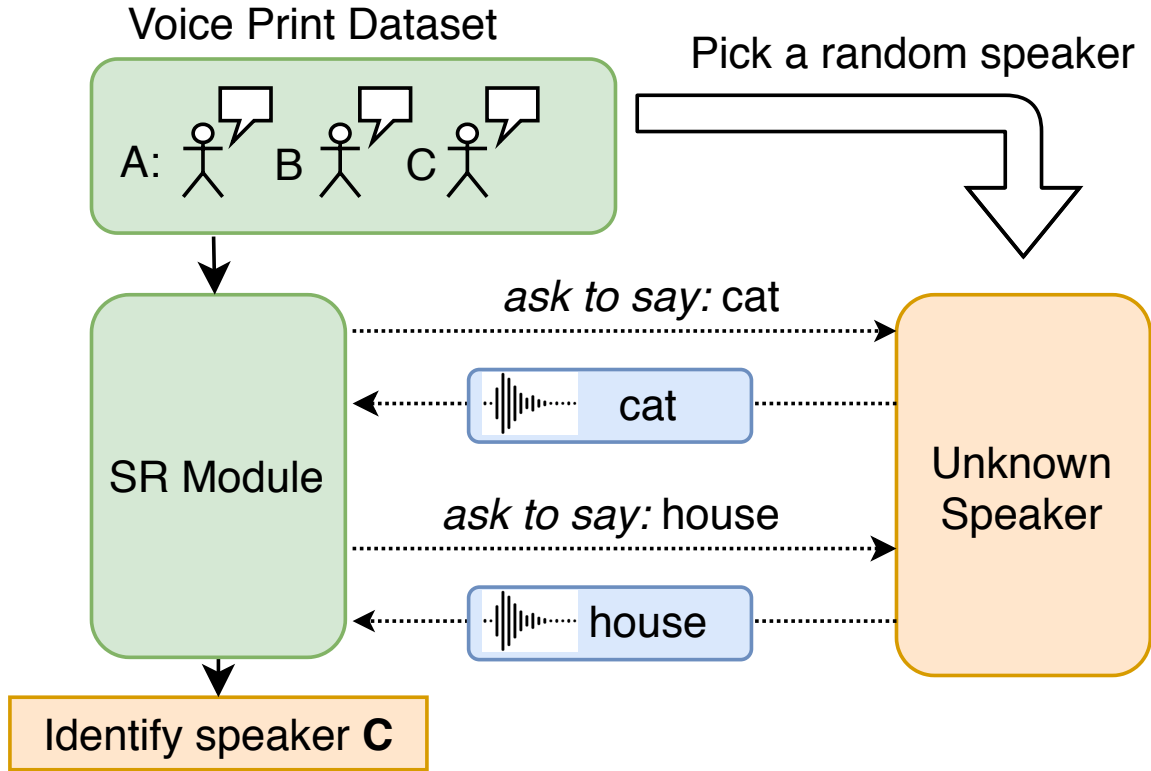 Voice Print Dataset
Pick a random speaker
A: B C
ask to say: cat
cat
SR Module
Unknown
Speaker
ask to say: house
house
Identify speaker C